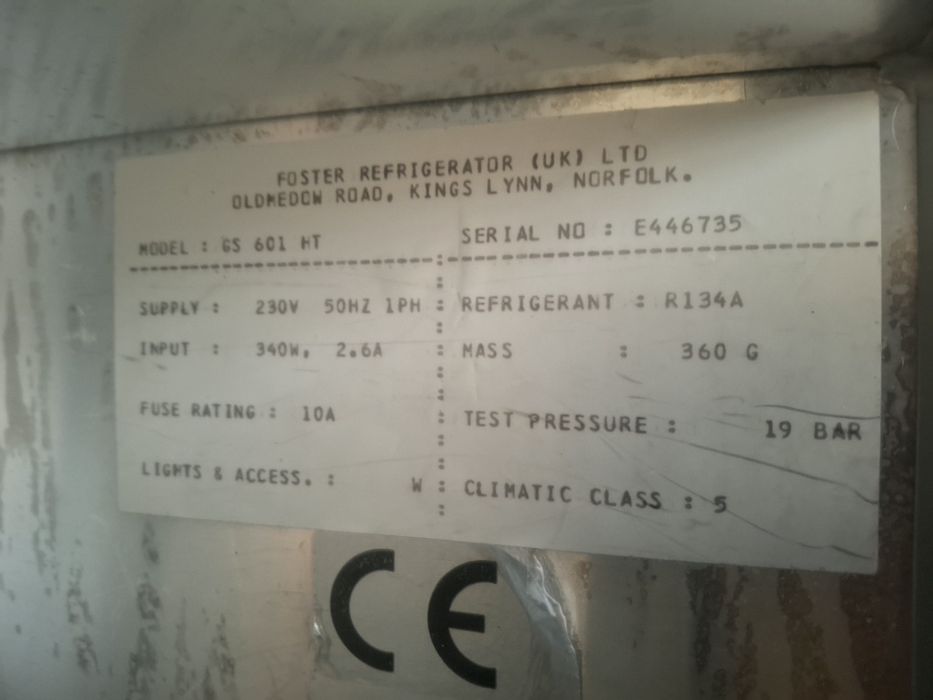 FOSTER REFRIGERATOR (UK) LTD
OLDMEDOW ROAD, KINGS LYNN, NORFOLK.
MODEL : GS 601 HT
SERIAL NO : E446735
SUPPLY : 230V 50HZ 1PH : REFRIGERANT : R134A
INPUT : 340W, 2.6A : MASS : 360 G
FUSE RATING : 10A : TEST PRESSURE : 19 BAR
LIGHTS & ACCESS. : W : CLIMATIC CLASS : 5
CE